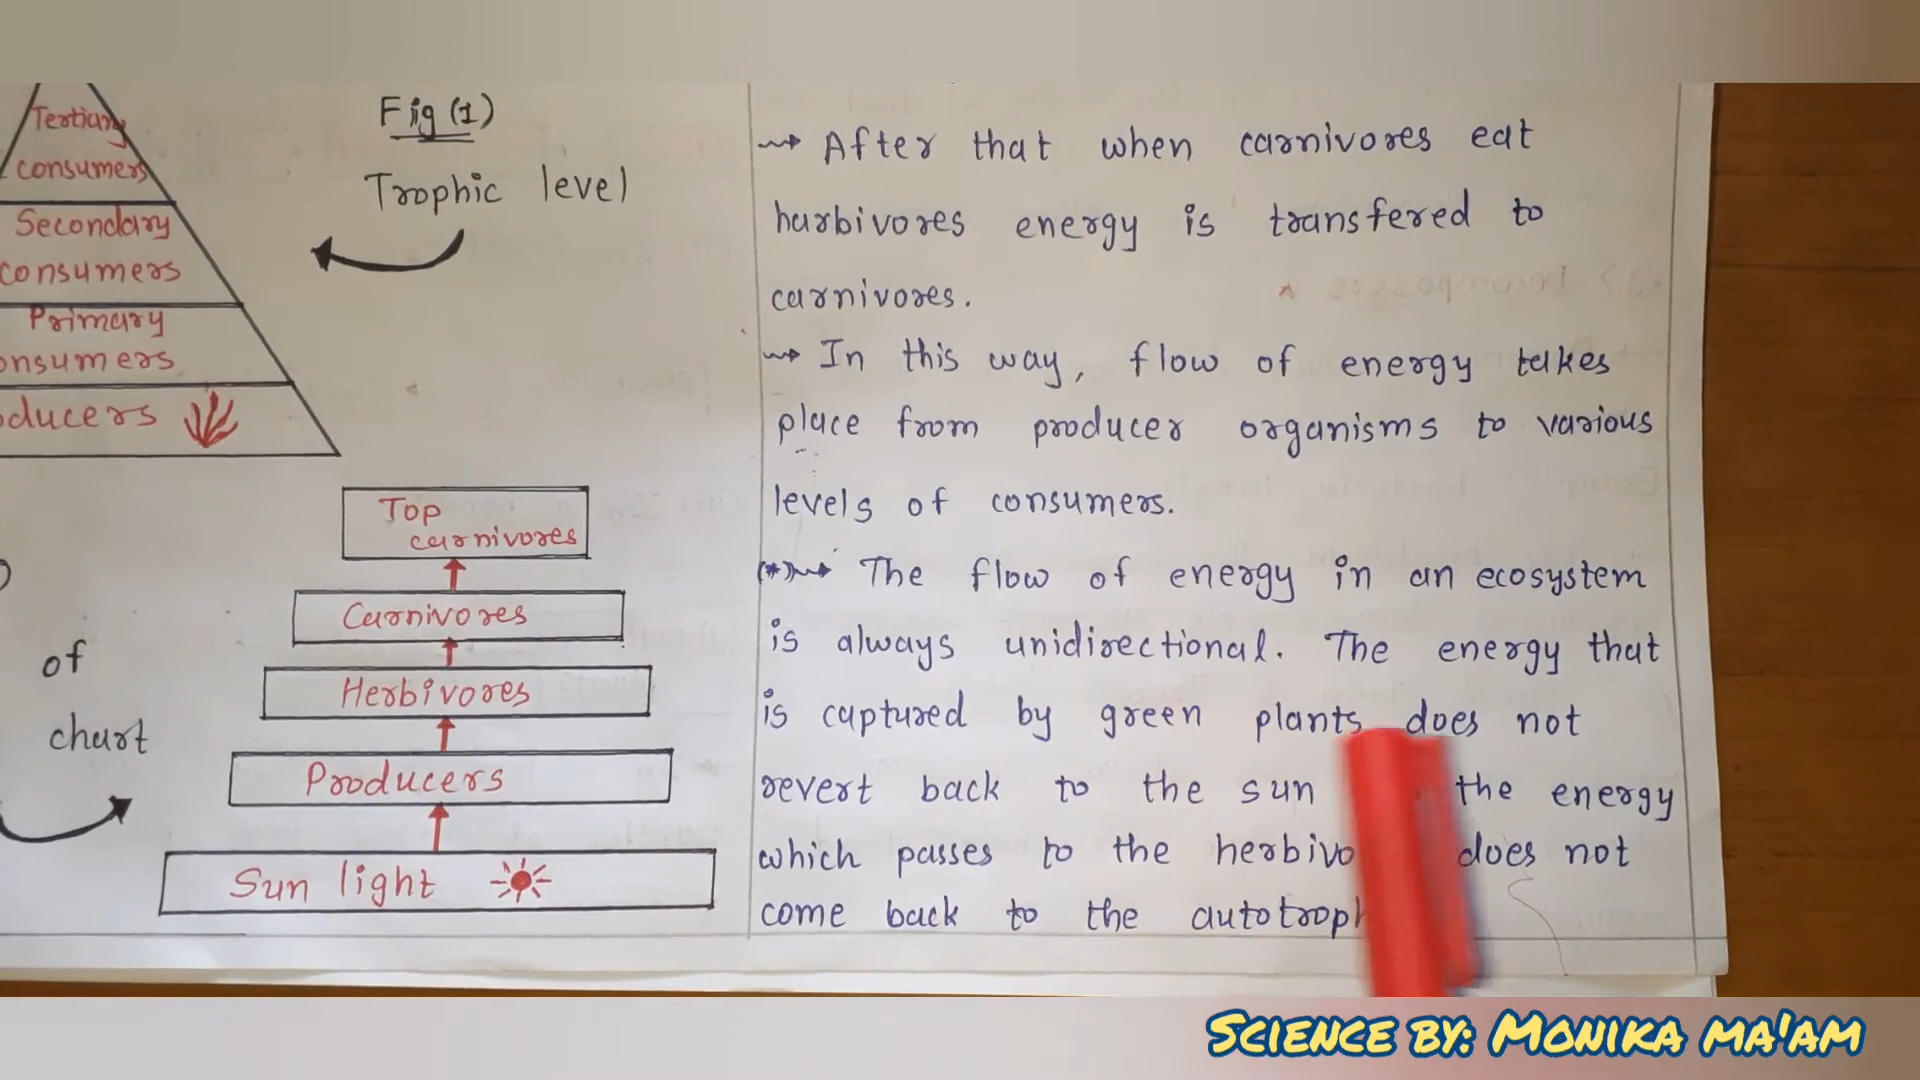 Tertiary
consumers
Secondary
consumers
Primary
onsumers
oducers
Fig (1)
Trophic level
of
chart
Top
carnivores
Carnivores
Herbivores
Producers
Sun light
After that when carnivores eat
harbivores energy is transfered to
carnivores.
In this way, flow of energy takes
place from producer organisms to various
levels of consumers.
(*) The flow of energy in an ecosystem
is always unidirectional. The energy that
is captured by green plants does not
revert back to the sun the energy
which passes to the herbivo does not
come back to the autotroph
SCIENCE BY: MONIKA MA'AM